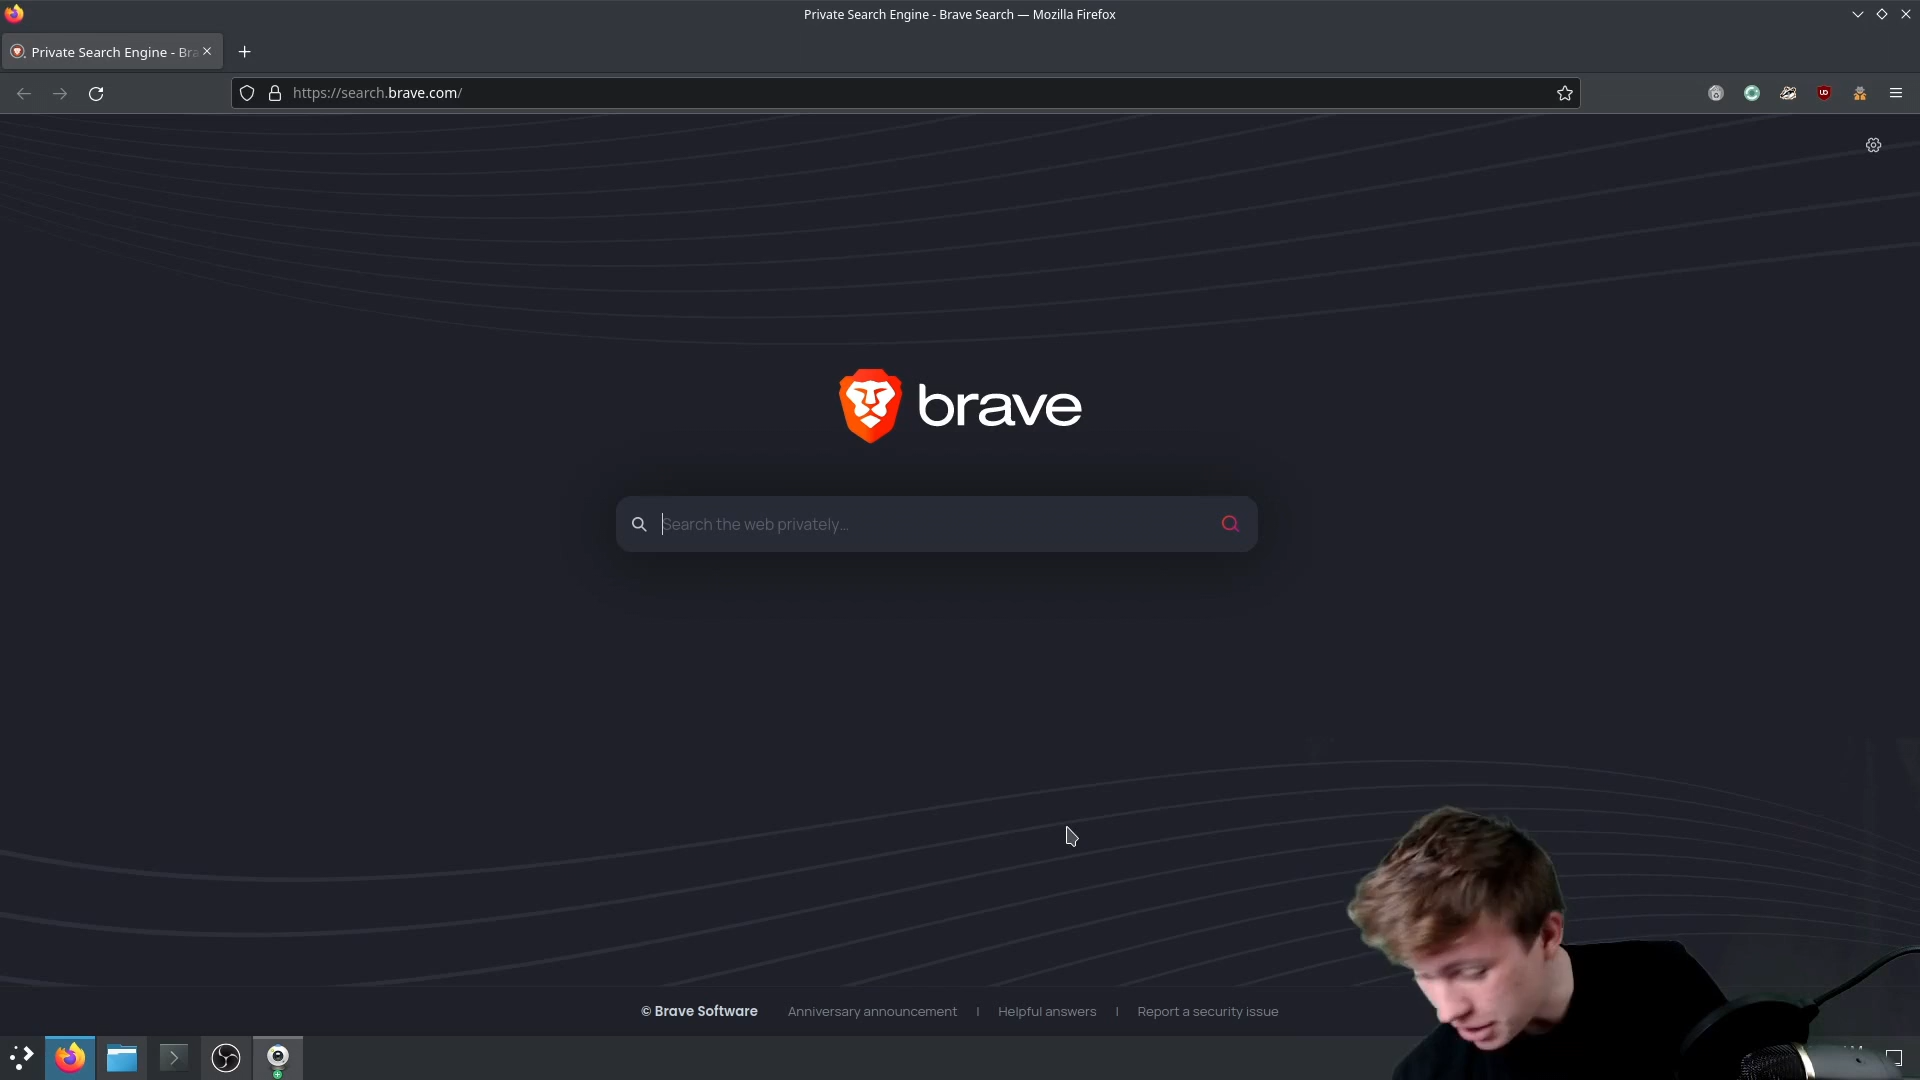 Private Search Engine - Brave Search — Mozilla Firefox
Private Search Engine - Bra
https://search.brave.com/
brave
Search the web privately...
© Brave Software Anniversary announcement | Helpful answers | Report a security issue